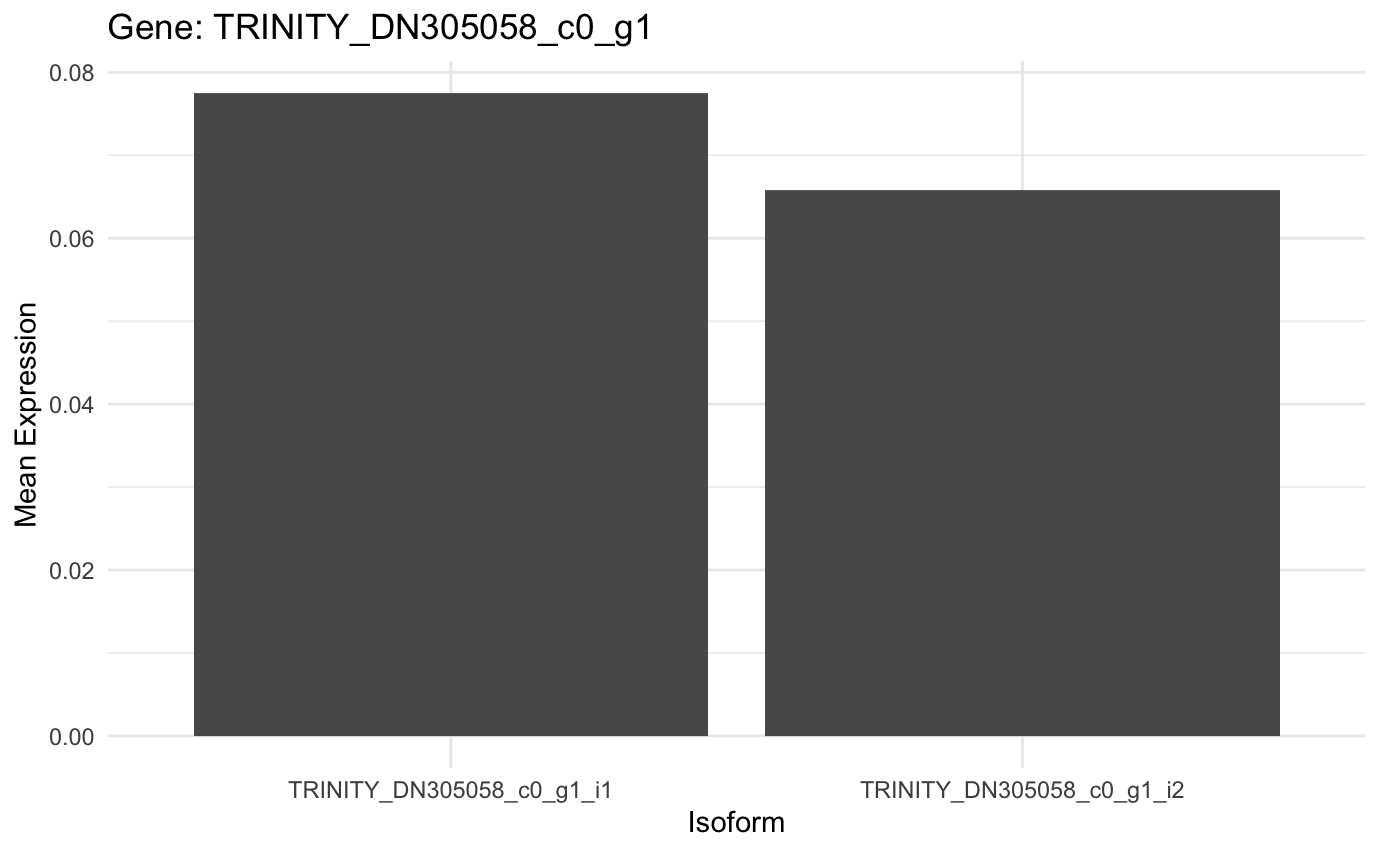 Gene: TRINITY_DN305058_c0_g1
0.08
0.06
0.04
0.02
0.00
Mean Expression
TRINITY_DN305058_c0_g1_i1
TRINITY_DN305058_c0_g1_i2
Isoform